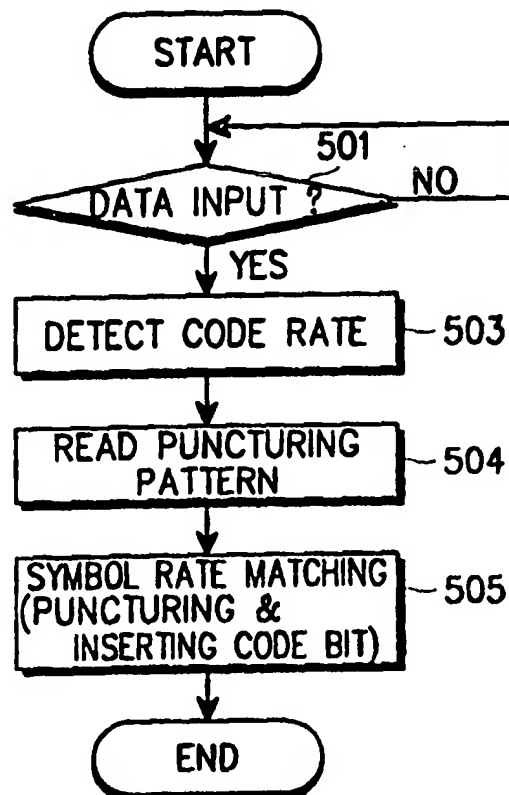 START
501
DATA INPUT ?
NO
YES
DETECT CODE RATE
503
READ PUNCTURING
PATTERN
504
SYMBOL RATE MATCHING
(PUNCTURING &
INSERTING CODE BIT)
505
END